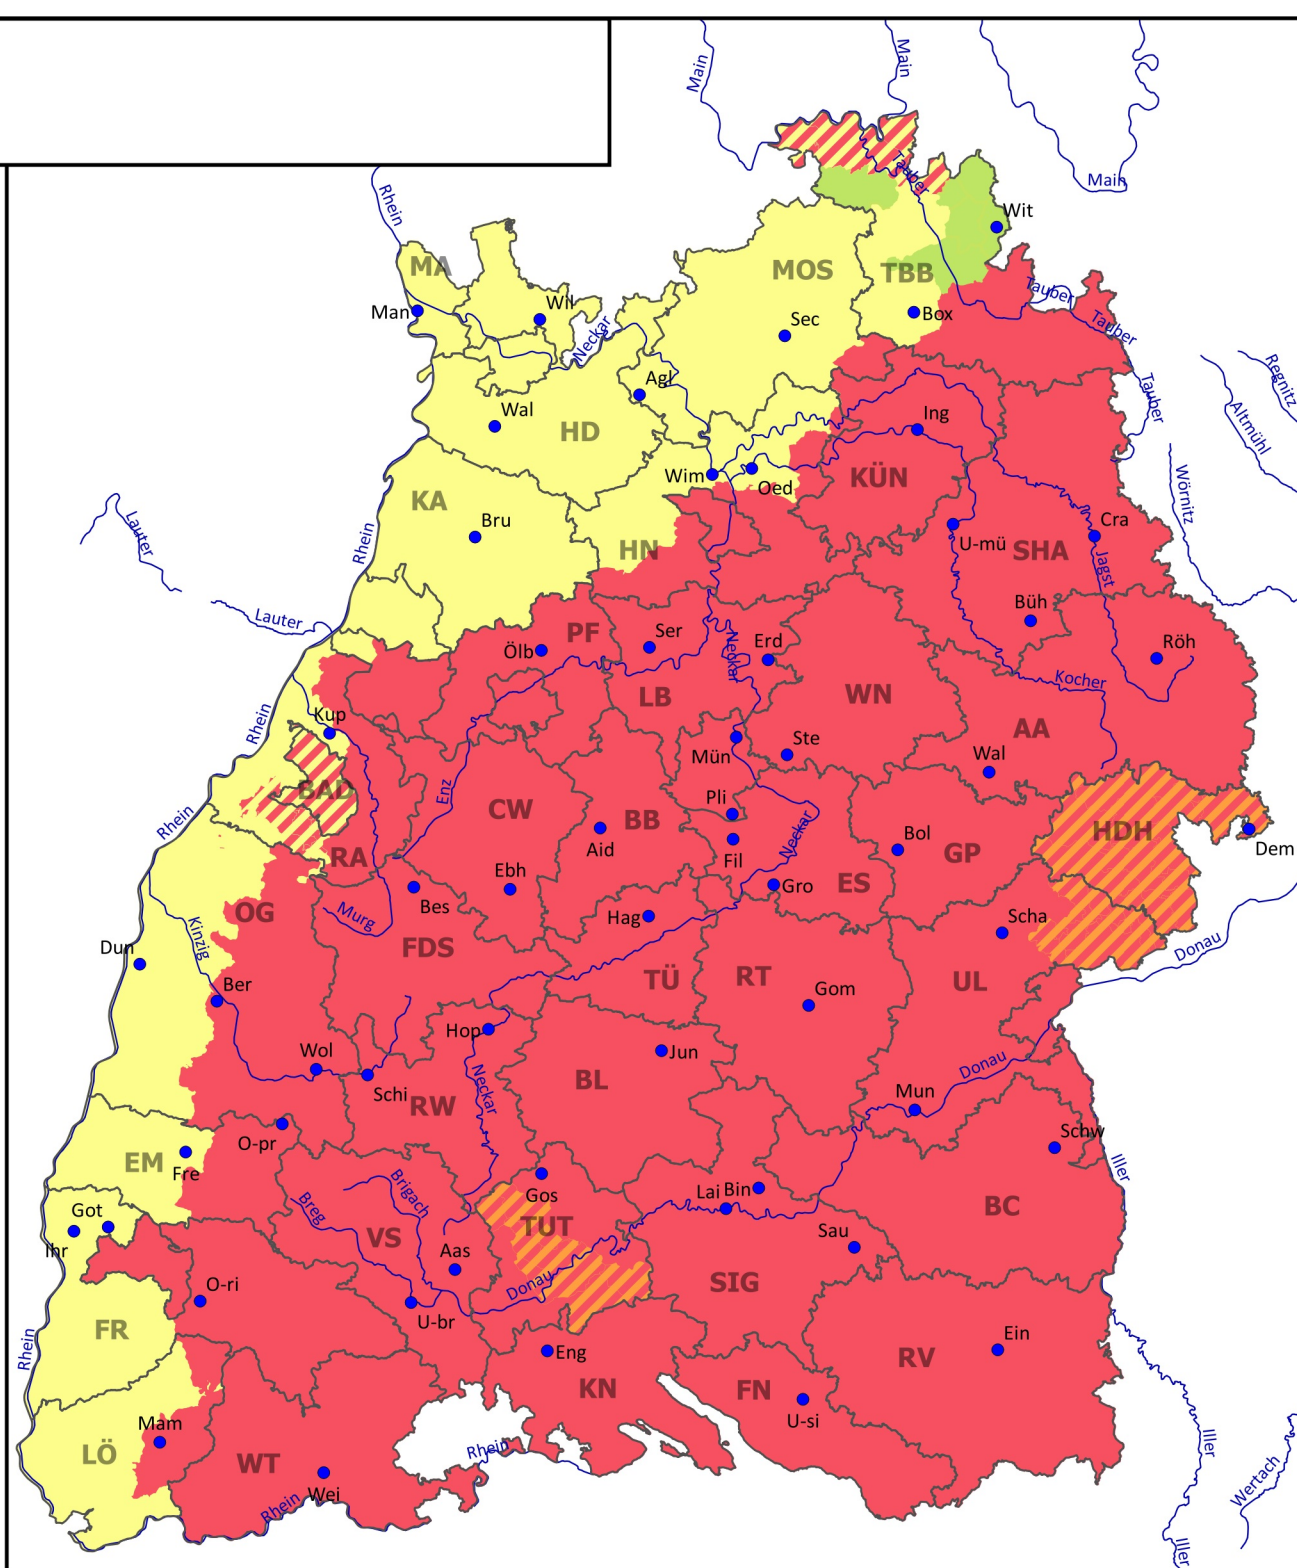 Main
Main
Main
Rhein
Tauber
Wit
MA
MOS
TBB
Tauber
Man
Wil
Neckar
Sec
Box
Tauber
Regnitz
Agl
Tauber
Wal
HD
Ing
Altmühl
Wim
Oed
KÜN
Wörnitz
KA
Bru
Rhein
Lauter
HN
U-mü
SHA
Cra
Jagst
Lauter
Büh
PF
Ölb
Ser
Neckar
Erd
Röh
Kocher
LB
WN
AA
Rhein
Kup
Mün
Ste
Wal
Enz
BAD
CW
Pli
BB
Rhein
Aid
Fil
Neckar
Bol
GP
HDH
Dem
RA
Ebh
Bes
Gro
ES
OG
Murg
Hag
Scha
Kinzig
Dun
FDS
TÜ
RT
UL
Donau
Ber
Gom
Hop
Wol
Jun
Donau
Schi
RW
Neckar
BL
Mun
O-pr
Schw
EM
Fre
Gos
Iller
Got
Ihr
Breg
Brigach
VS
TUT
Lai
Bin
BC
Aas
Sau
O-ri
Donau
SIG
U-br
FR
Rhein
Eng
Ein
KN
FN
RV
U-si
Mam
LÖ
WT
Rhein
Iller
Wei
Rhein
Wertach
Iller